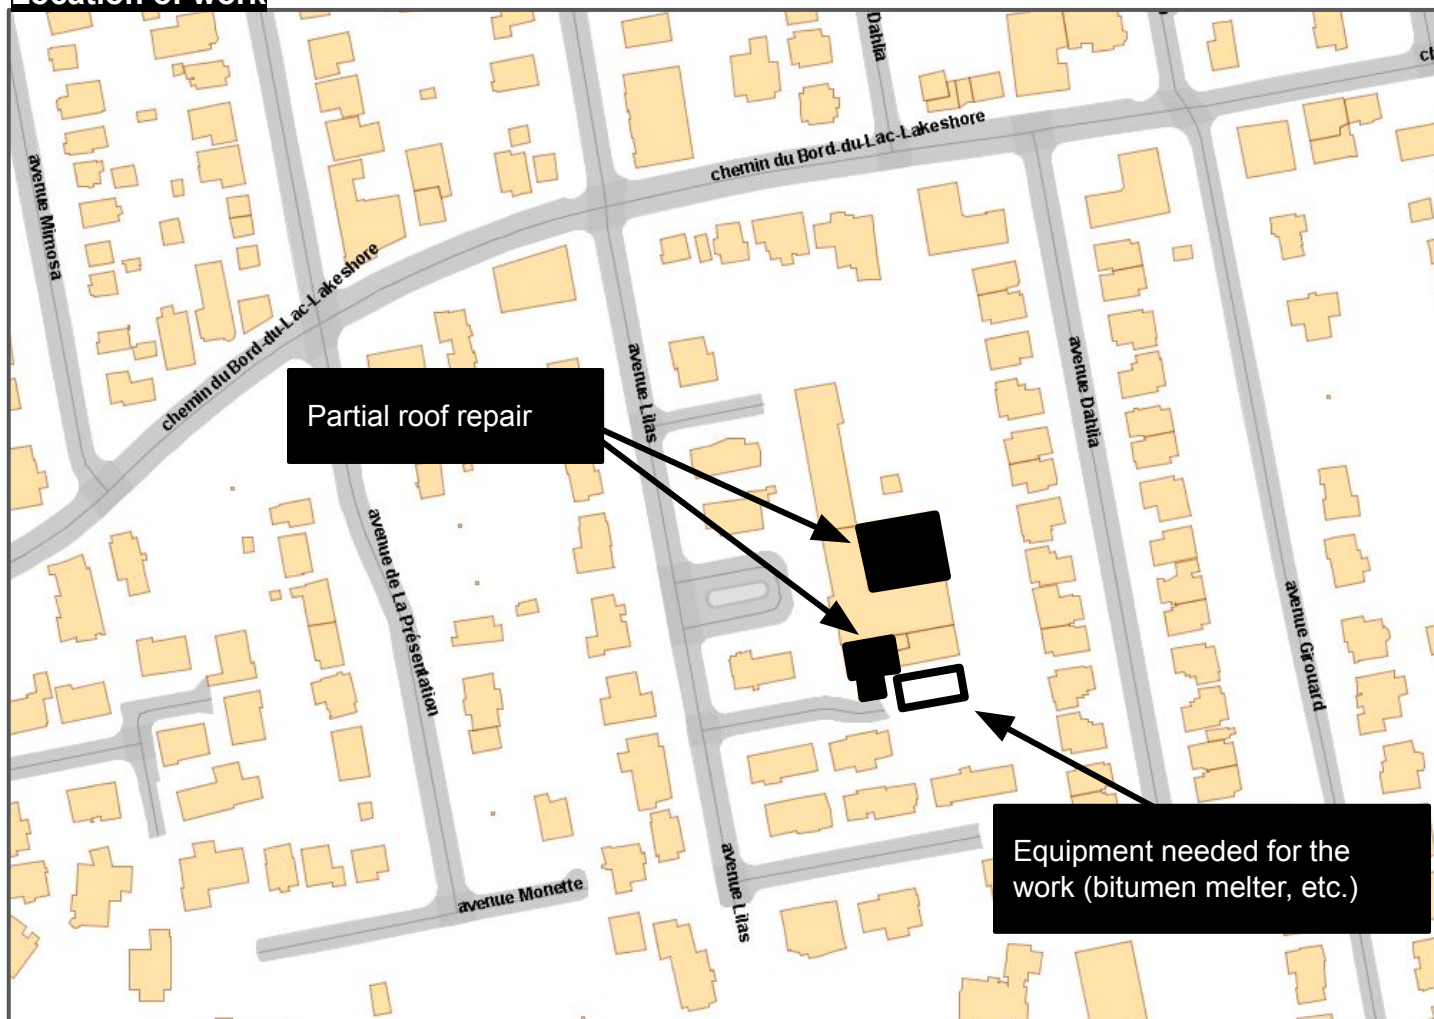 Location of work
Dahlia
ch
chemin du Bord-du-Lac-Lakeshore
avenue Mimosa
chemin du Bord-du-Lac-Lakeshore
avenue Lilas
avenue Dahlia
Partial roof repair
avenue de La Présentation
avenue Girouard
Equipment needed for the
work (bitumen melter, etc.)
avenue Lilas
avenue Monette